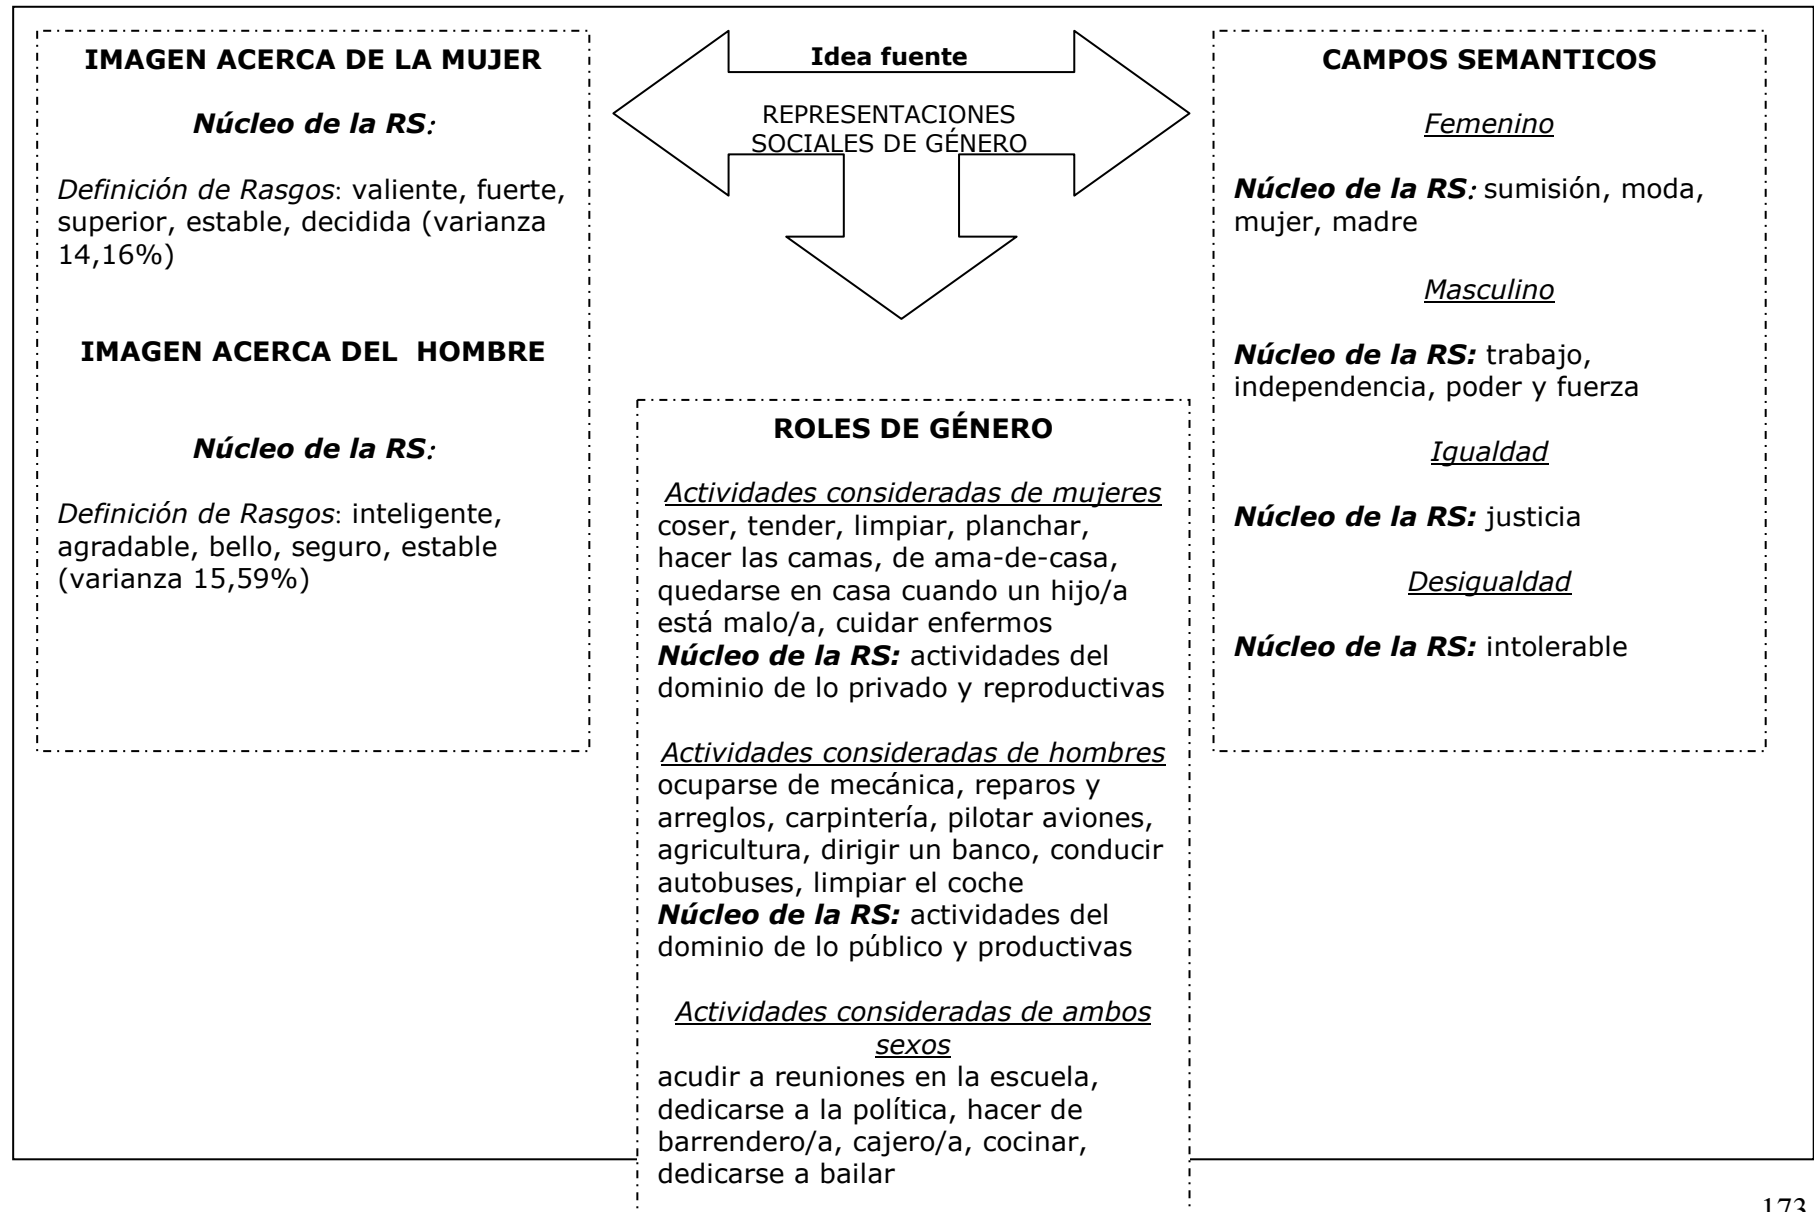 IMAGEN ACERCA DE LA MUJER
Núcleo de la RS:
Definición de Rasgos: valiente, fuerte,
superior, estable, decidida (varianza
14,16%)
IMAGEN ACERCA DEL HOMBRE
Núcleo de la RS:
Definición de Rasgos: inteligente,
agradable, bello, seguro, estable
(varianza 15,59%)
Idea fuente
REPRESENTACIONES
SOCIALES DE GÉNERO
ROLES DE GÉNERO
Actividades consideradas de mujeres
coser, tender, limpiar, planchar,
hacer las camas, de ama-de-casa,
quedarse en casa cuando un hijo/a
está malo/a, cuidar enfermos
Núcleo de la RS: actividades del
dominio de lo privado y reproductivas
Actividades consideradas de hombres
ocuparse de mecánica, reparos y
arreglos, carpintería, pilotar aviones,
agricultura, dirigir un banco, conducir
autobuses, limpiar el coche
Núcleo de la RS: actividades del
dominio de lo público y productivas
Actividades consideradas de ambos
sexos
acudir a reuniones en la escuela,
dedicarse a la política, hacer de
barrendero/a, cajero/a, cocinar,
dedicarse a bailar
CAMPOS SEMANTICOS
Femenino
Núcleo de la RS: sumisión, moda,
mujer, madre
Masculino
Núcleo de la RS: trabajo,
independencia, poder y fuerza
Igualdad
Núcleo de la RS: justicia
Desigualdad
Núcleo de la RS: intolerable
173